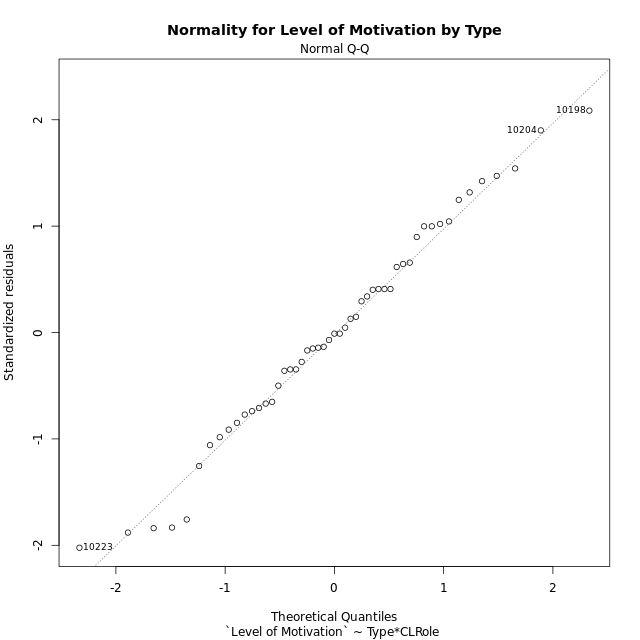 Normality for Level of Motivation by Type
Normal Q-Q
2
1
0
-1
-2
Standardized residuals
10198
10204
10223
-2
-1
0
1
2
Theoretical Quantiles
`Level of Motivation` ~ Type*CLRole